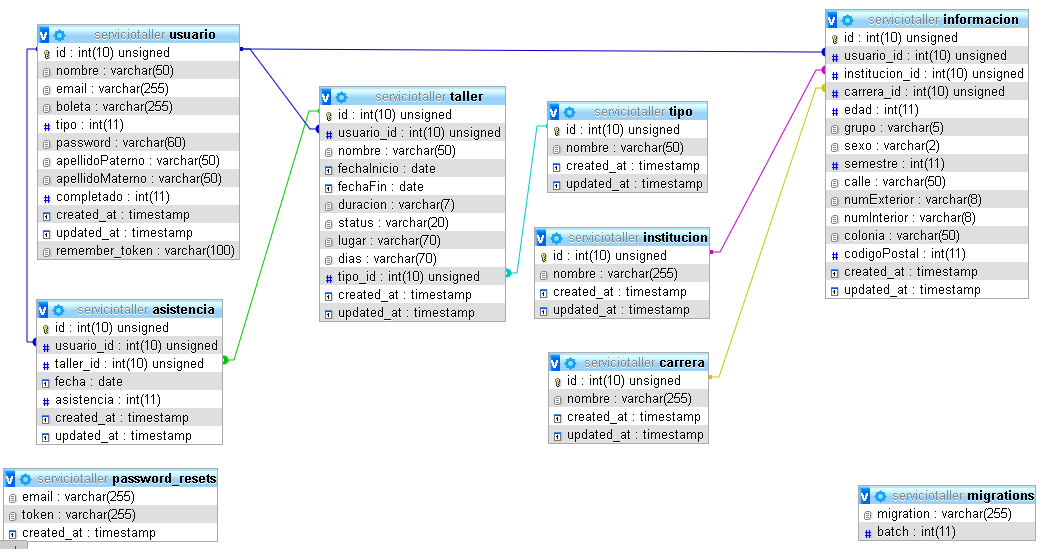 serviciotaller usuario
id : int(10) unsigned
nombre : varchar(50)
email : varchar(255)
boleta : varchar(255)
tipo : int(11)
password : varchar(60)
apellidoPaterno : varchar(50)
apellidoMaterno : varchar(50)
completado : int(11)
created_at : timestamp
updated_at : timestamp
remember_token : varchar(100)
serviciotaller asistencia
id : int(10) unsigned
usuario_id : int(10) unsigned
taller_id : int(10) unsigned
fecha : date
asistencia : int(11)
created_at : timestamp
updated_at : timestamp
serviciotaller password_resets
email : varchar(255)
token : varchar(255)
created_at : timestamp
serviciotaller taller
id : int(10) unsigned
usuario_id : int(10) unsigned
nombre : varchar(50)
fechaInicio : date
fechaFin : date
duracion : varchar(7)
status : varchar(20)
lugar : varchar(70)
dias : varchar(70)
tipo_id : int(10) unsigned
created_at : timestamp
updated_at : timestamp
serviciotaller tipo
id : int(10) unsigned
nombre : varchar(50)
created_at : timestamp
updated_at : timestamp
serviciotaller institucion
id : int(10) unsigned
nombre : varchar(255)
created_at : timestamp
updated_at : timestamp
serviciotaller carrera
id : int(10) unsigned
nombre : varchar(255)
created_at : timestamp
updated_at : timestamp
serviciotaller informacion
id : int(10) unsigned
usuario_id : int(10) unsigned
institucion_id : int(10) unsigned
carrera_id : int(10) unsigned
edad : int(11)
grupo : varchar(5)
sexo : varchar(2)
semestre : int(11)
calle : varchar(50)
numExterior : varchar(8)
numInterior : varchar(8)
colonia : varchar(50)
codigoPostal : int(11)
created_at : timestamp
updated_at : timestamp
serviciotaller migrations
migration : varchar(255)
batch : int(11)